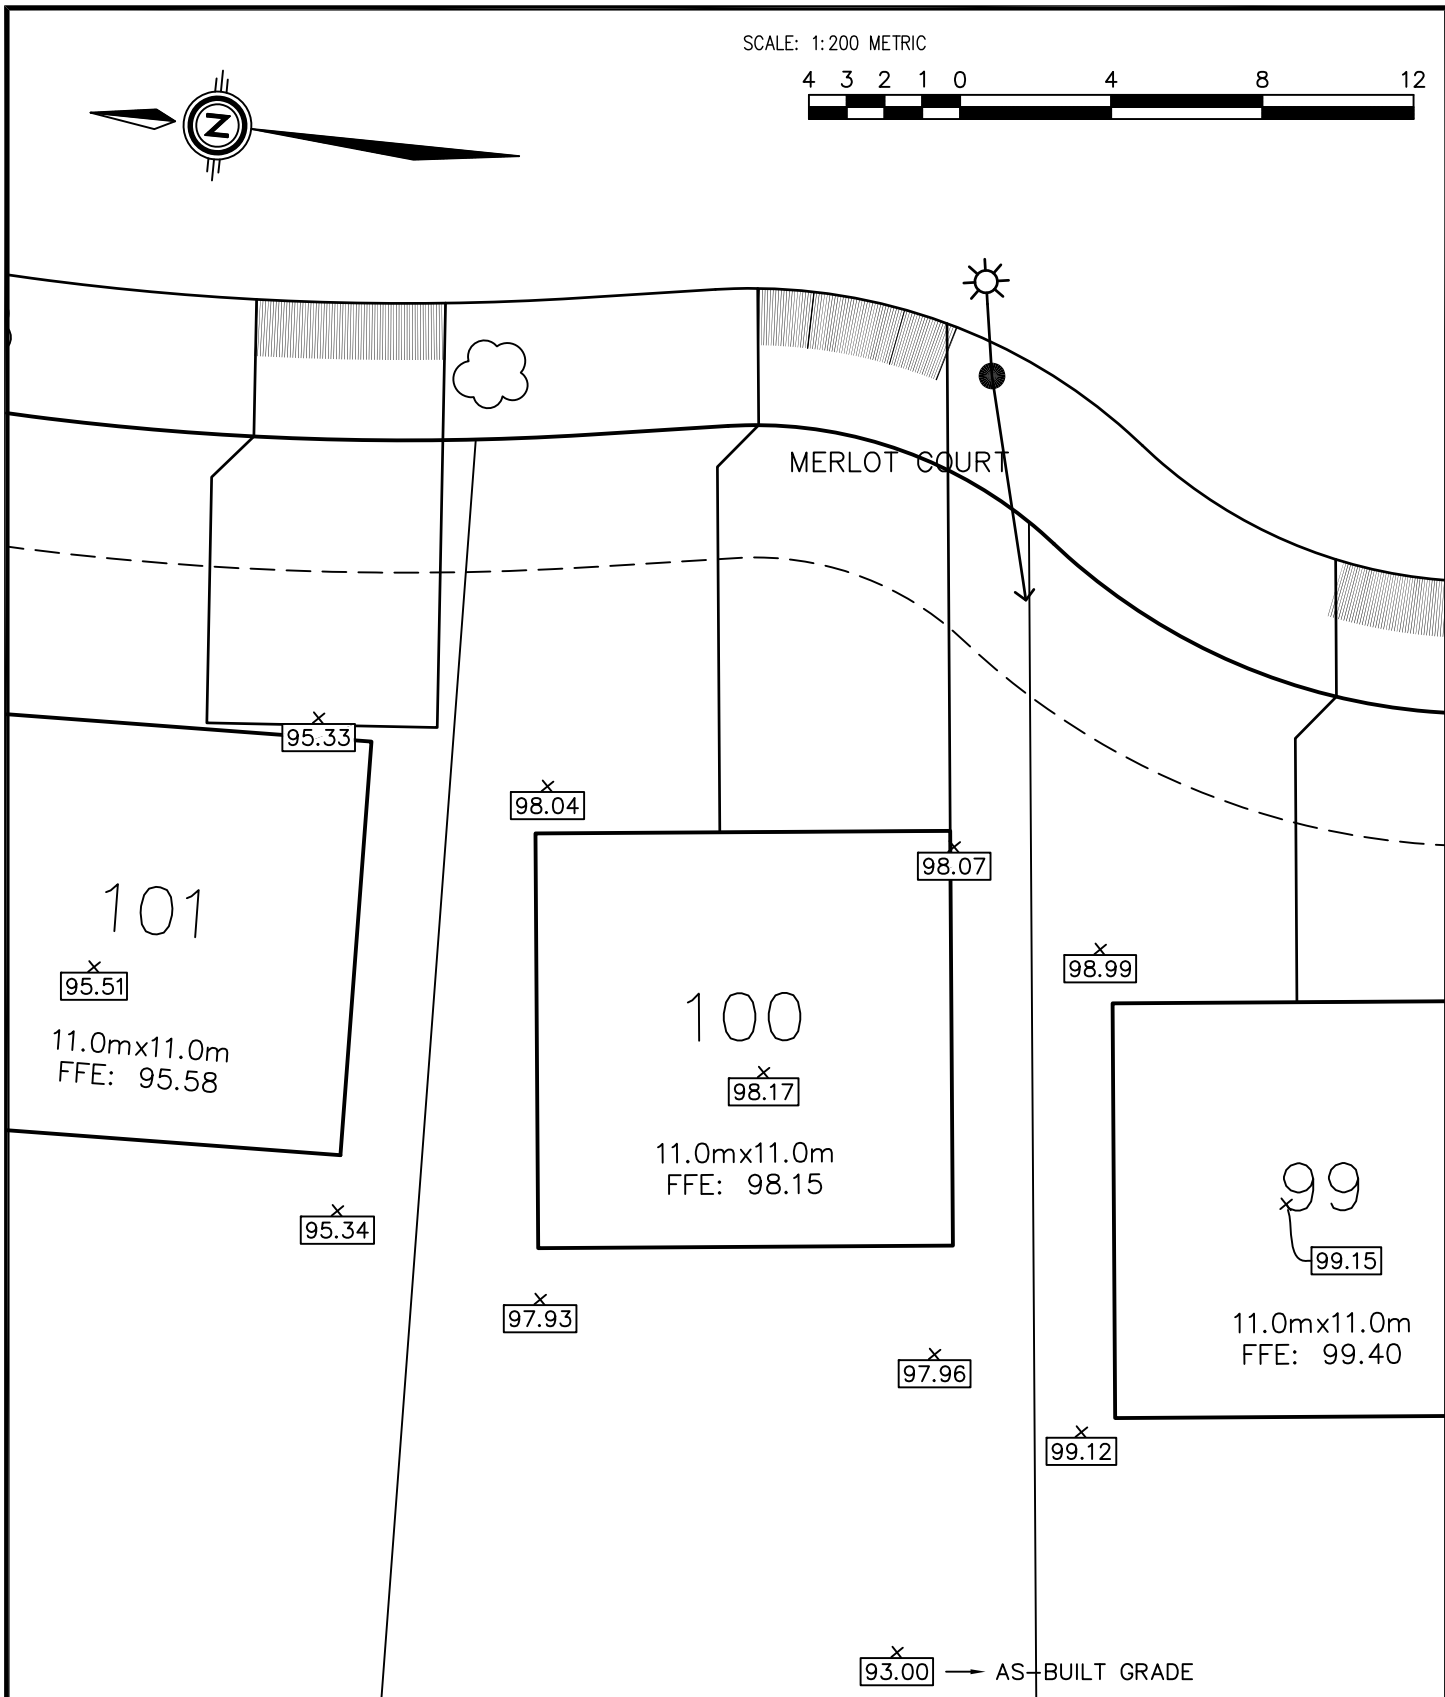 SCALE: 1:200 METRIC
4 3 2 1 0 4 8 12
N
MERLOT COURT
95.33
98.04
98.07
101
98.99
95.51
100
11.0mx11.0m
FFE: 95.58
98.17
11.0mx11.0m
FFE: 98.15
99
95.34
99.15
97.93
11.0mx11.0m
FFE: 99.40
97.96
99.12
93.00 AS-BUILT GRADE